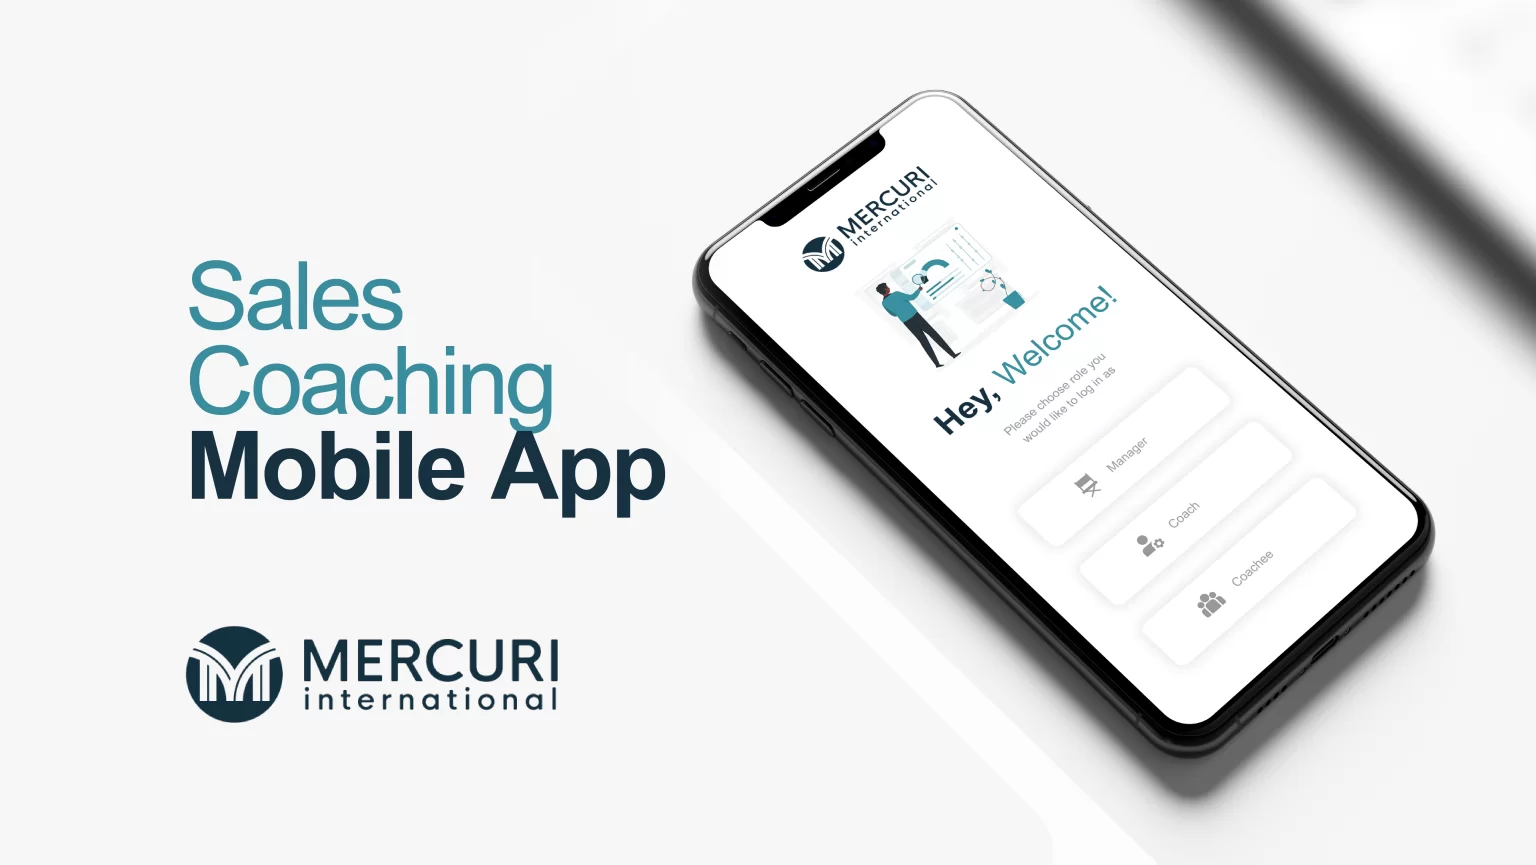 Sales
Coaching
Mobile App
MERCURI
international
MERCURI
international
Hey, Welcome!
Please choose role you
would like to log in as
Manager
Coach
Coachee